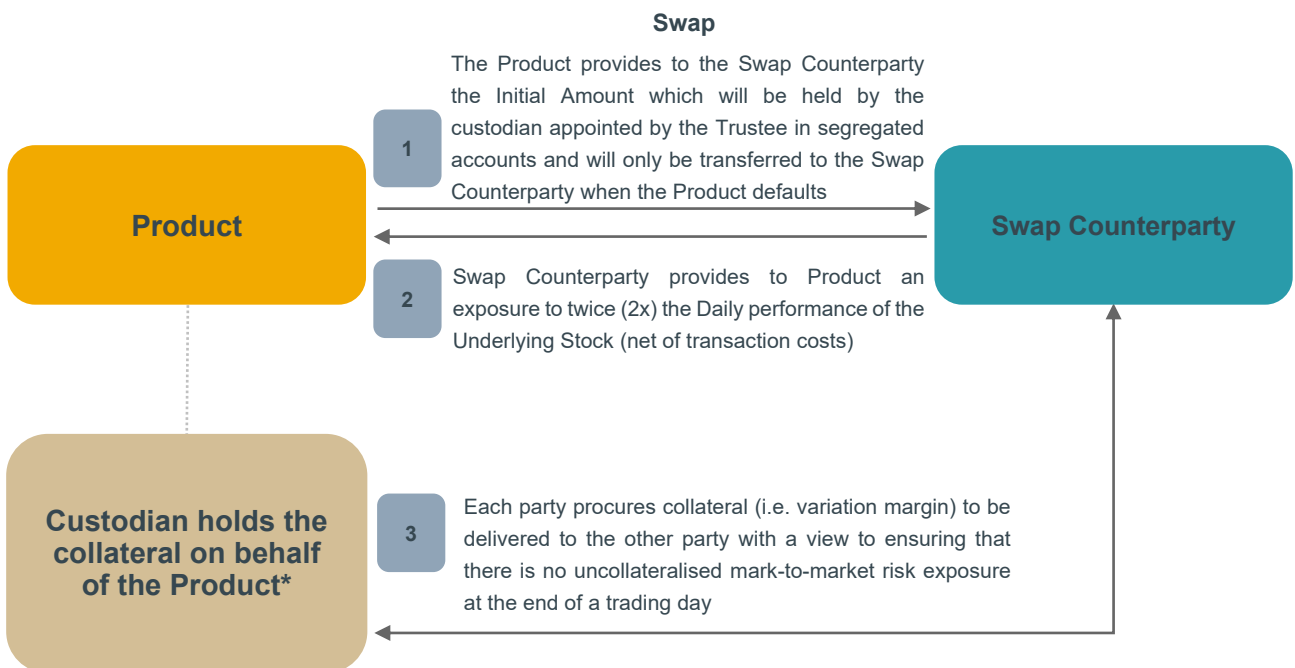 Swap
The Product provides to the Swap Counterparty
the Initial Amount which will be held by the
custodian appointed by the Trustee in segregated
accounts and will only be transferred to the Swap
Counterparty when the Product defaults
1
Product
Swap Counterparty
2
Swap Counterparty provides to Product an
exposure to twice (2x) the Daily performance of the
Underlying Stock (net of transaction costs)
Custodian holds the
collateral on behalf
of the Product*
3
Each party procures collateral (i.e. variation margin) to be
delivered to the other party with a view to ensuring that
there is no uncollateralised mark-to-market risk exposure
at the end of a trading day